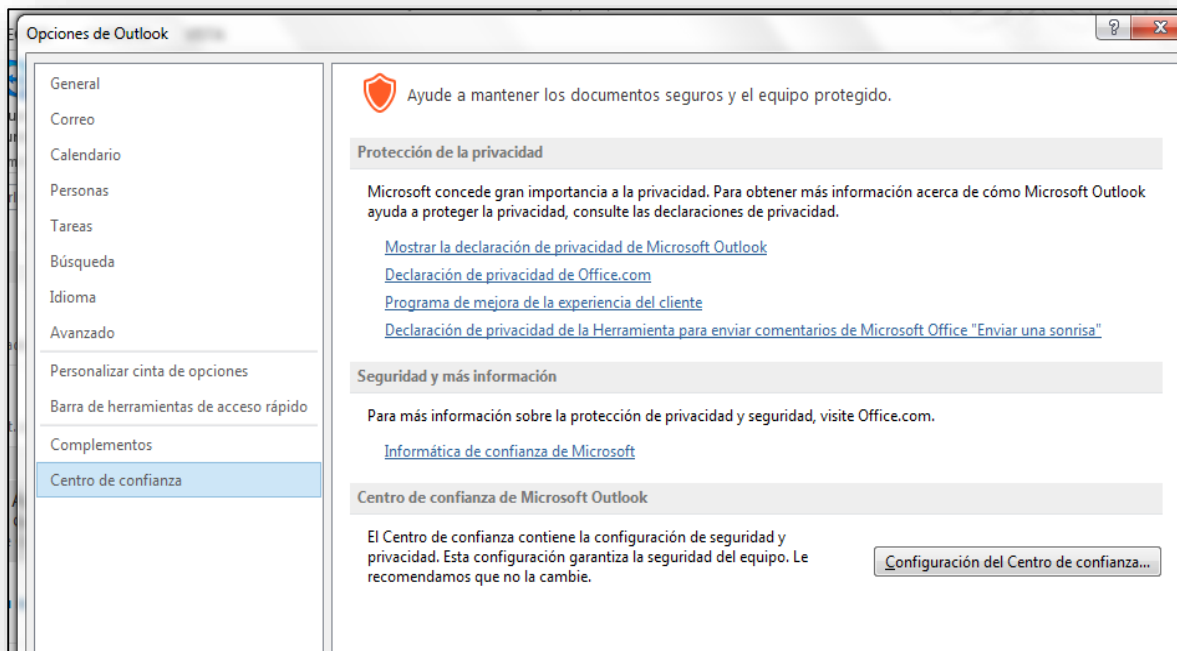 Opciones de Outlook
General
Correo
Calendario
Personas
Tareas
Búsqueda
Idioma
Avanzado
Personalizar cinta de opciones
Barra de herramientas de acceso rápido
Complementos
Centro de confianza
Ayude a mantener los documentos seguros y el equipo protegido.
Protección de la privacidad
Microsoft concede gran importancia a la privacidad. Para obtener más información acerca de cómo Microsoft Outlook
ayuda a proteger la privacidad, consulte las declaraciones de privacidad.
Mostrar la declaración de privacidad de Microsoft Outlook
Declaración de privacidad de Office.com
Programa de mejora de la experiencia del cliente
Declaración de privacidad de la Herramienta para enviar comentarios de Microsoft Office "Enviar una sonrisa"
Seguridad y más información
Para más información sobre la protección de privacidad y seguridad, visite Office.com.
Informática de confianza de Microsoft
Centro de confianza de Microsoft Outlook
El Centro de confianza contiene la configuración de seguridad y
privacidad. Esta configuración garantiza la seguridad del equipo. Le
recomendamos que no la cambie.
Configuración del Centro de confianza...